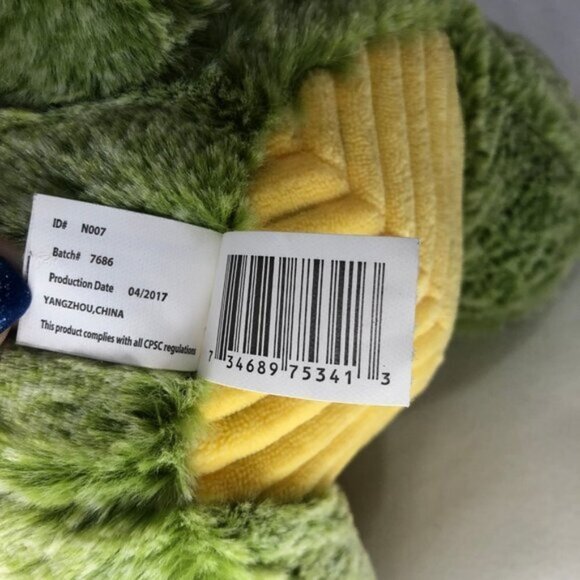 ID# N007
Batch# 7686
Production Date 04/2017
YANGZHOU,CHINA
This product complies with all CPSC regulations
7 34689 75341 3